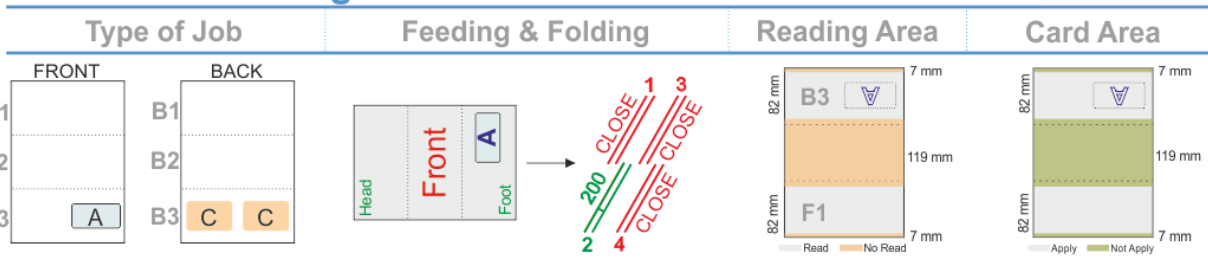 g
Type of Job
Feeding & Folding
Reading Area
Card Area
FRONT
BACK
1
2
3
A
B1
B2
B3
C
C
Head
Front
A
Foot
1
3
CLOSE
CLOSE
200
CLOSE
2
4
7 mm
82 mm
B3
A
119 mm
82 mm
F1
7 mm
Read
No Read
7 mm
82 mm
A
119 mm
82 mm
7 mm
Apply
Not Apply